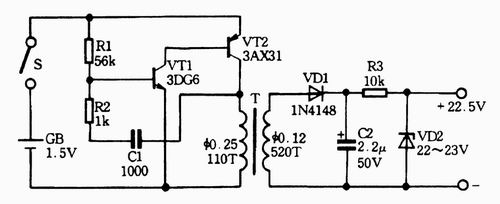 S
GB
1.5V
R1
56k
R2
1k
C1
1000
VT1
3DG6
VT2
3AX31
T
ϕ0.25
110T
ϕ0.12
520T
VD1
1N4148
+
C2
2.2μ
50V
R3
10k
VD2
22~23V
+22.5V
−